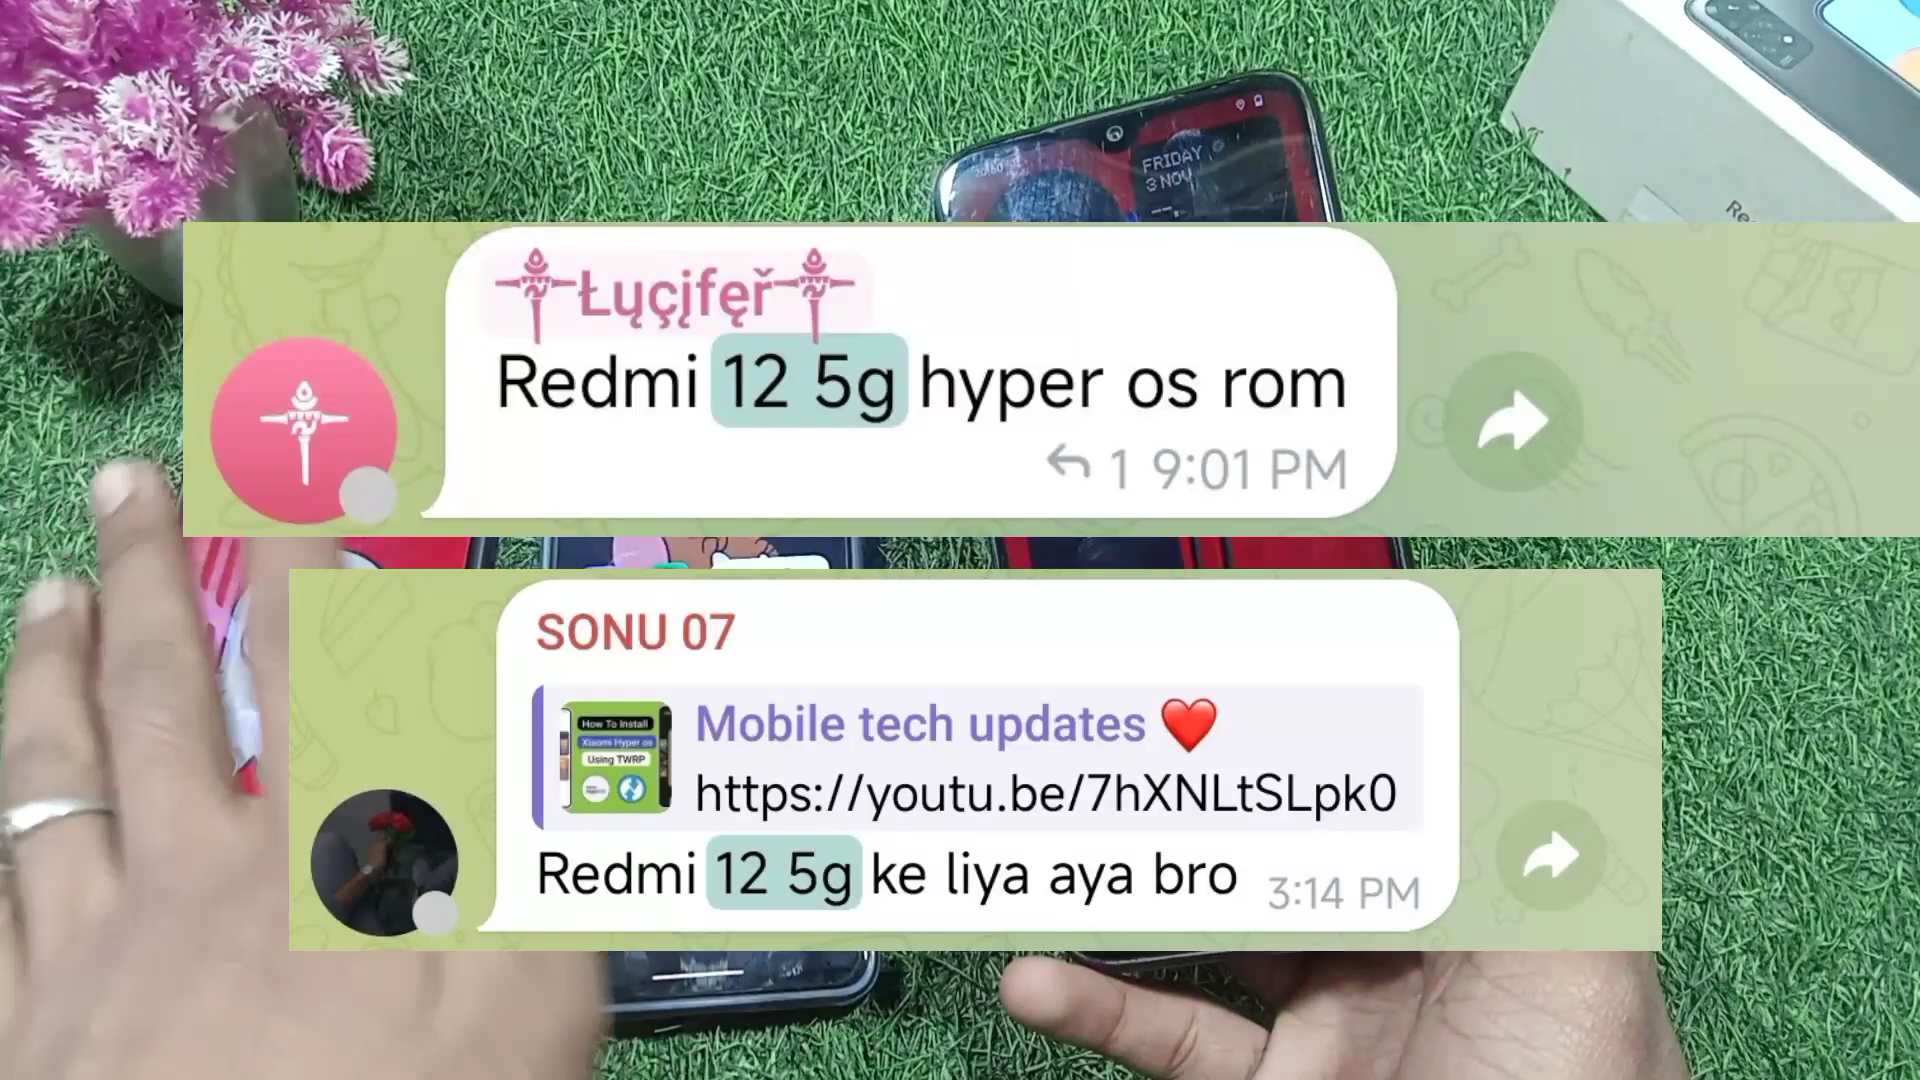 FRIDAY
3 NOV
Łųçįfęř
Redmi 12 5g hyper os rom
1 9:01 PM
SONU 07
How To Install
Xiaomi Hyper os
Using TWRP
Mobile tech updates ❤️
https://youtu.be/7hXNLtSLpk0
Redmi 12 5g ke liya aya bro
3:14 PM